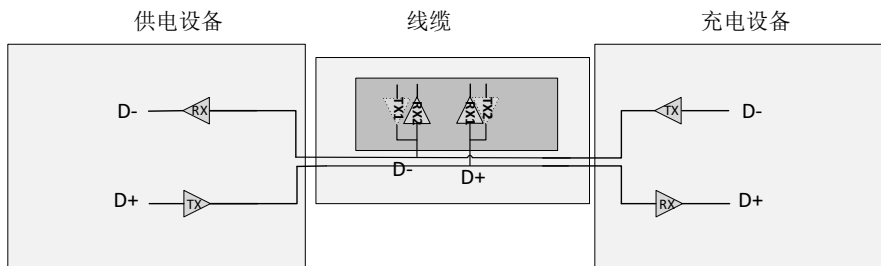 供电设备 线缆 充电设备
D- RX TX1 RX2 RX1 TX2 TX D-
D- D+
D+ TX RX D+